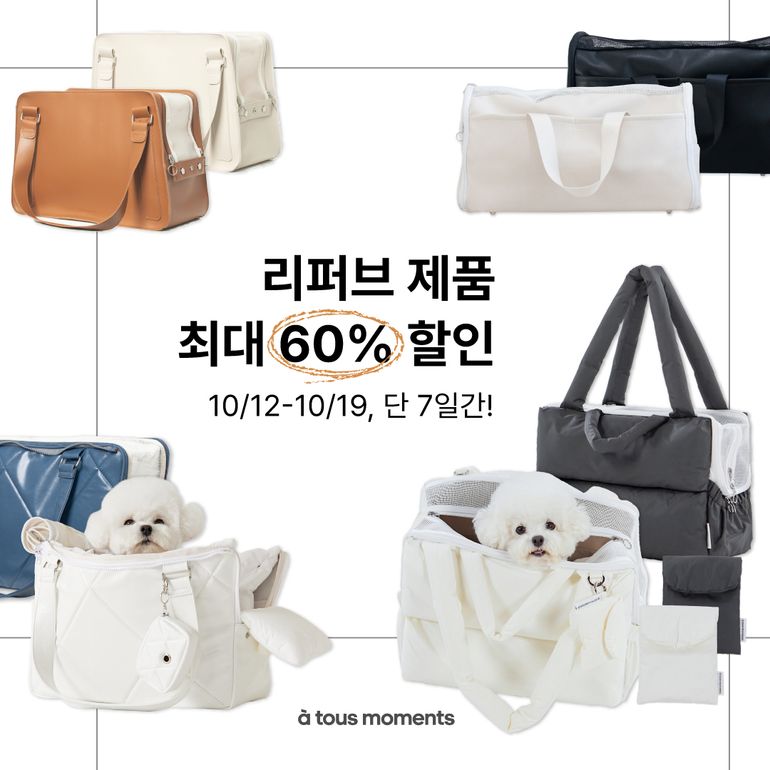 리퍼브 제품
최대 60% 할인
10/12-10/19, 단 7일간!
à tous moments